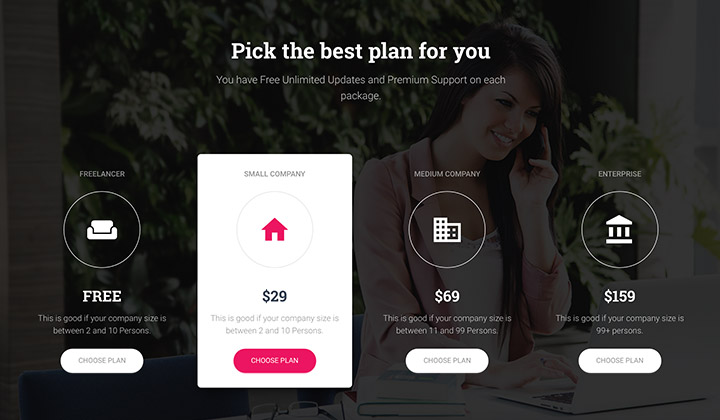 Pick the best plan for you
You have Free Unlimited Updates and Premium Support on each
package.
FREELANCER
FREE
This is good if your company size is
between 2 and 10 Persons.
CHOOSE PLAN
SMALL COMPANY
$29
This is good if your company size is
between 2 and 10 Persons.
CHOOSE PLAN
MEDIUM COMPANY
$69
This is good if your company size is
between 11 and 99 Persons.
CHOOSE PLAN
ENTERPRISE
$159
This is good if your company size is
99+ persons.
CHOOSE PLAN